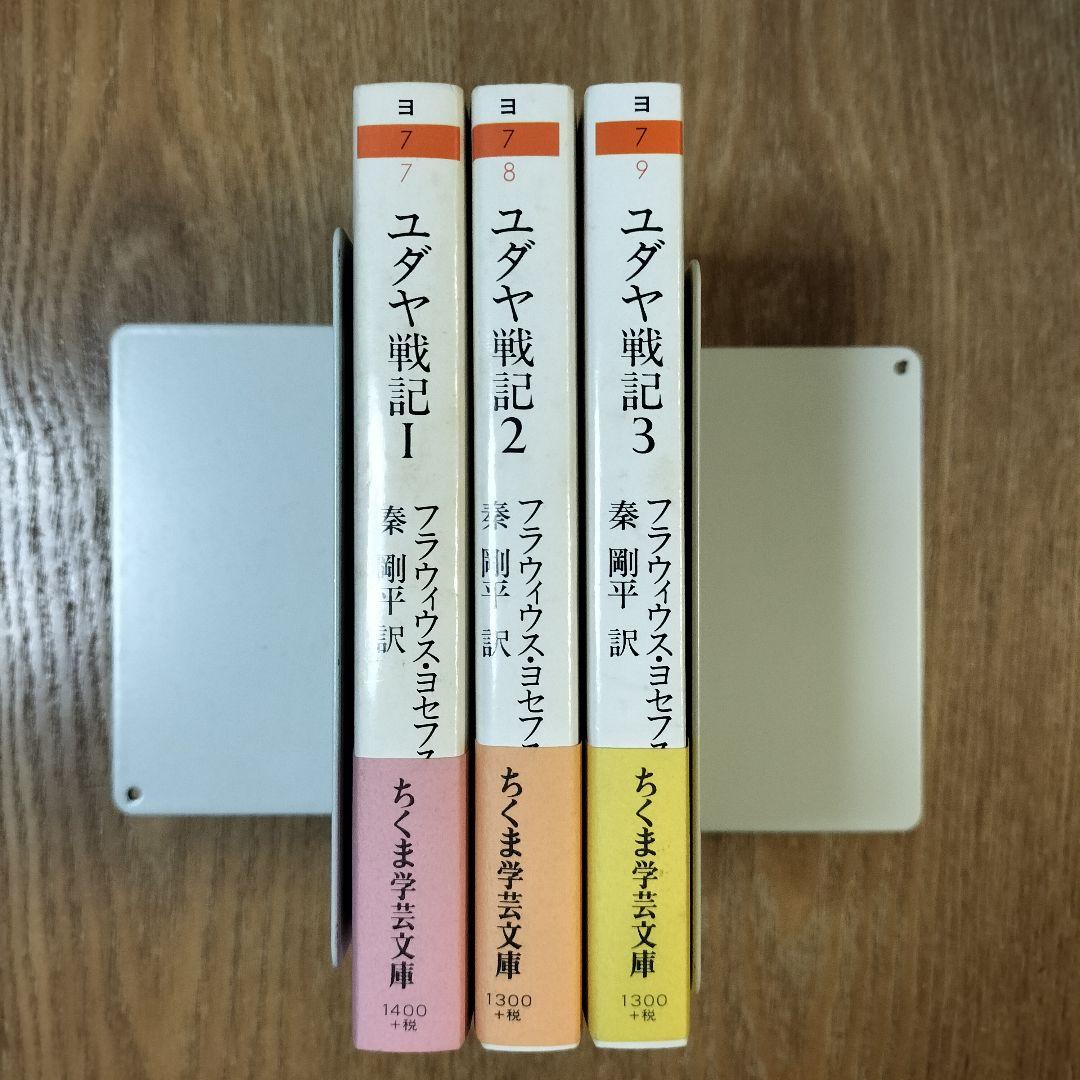 ヨ
7
7
ユダヤ戦記1
フラウィウス・ヨセフス
秦 剛平 訳
ちくま学芸文庫
1400
+税
ヨ
7
8
ユダヤ戦記2
フラウィウス・ヨセフス
秦 剛平 訳
ちくま学芸文庫
1300
+税
ヨ
7
9
ユダヤ戦記3
フラウィウス・ヨセフス
秦 剛平 訳
ちくま学芸文庫
1300
+税